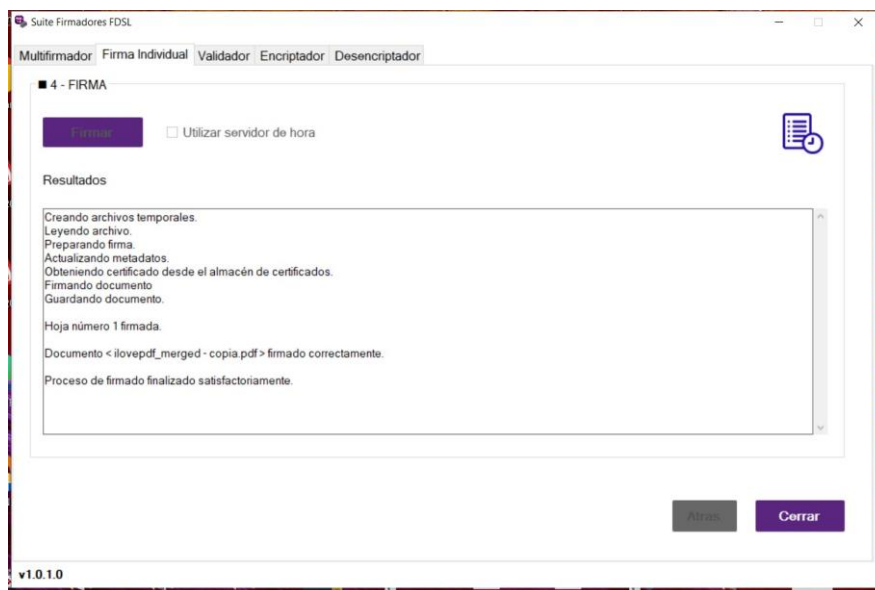 Suite Firmadores FDSL
Multifirmador Firma Individual Validador Encriptador Desencriptador
4 - FIRMA
Firmar Utilizar servidor de hora
Resultados
Creando archivos temporales.
Leyendo archivo.
Preparando firma.
Actualizando metadatos.
Obteniendo certificado desde el almacén de certificados.
Firmando documento
Guardando documento.
Hoja número 1 firmada.
Documento < ilovepdf_merged - copia.pdf > firmado correctamente.
Proceso de firmado finalizado satisfactoriamente.
Atras Cerrar
v1.0.1.0